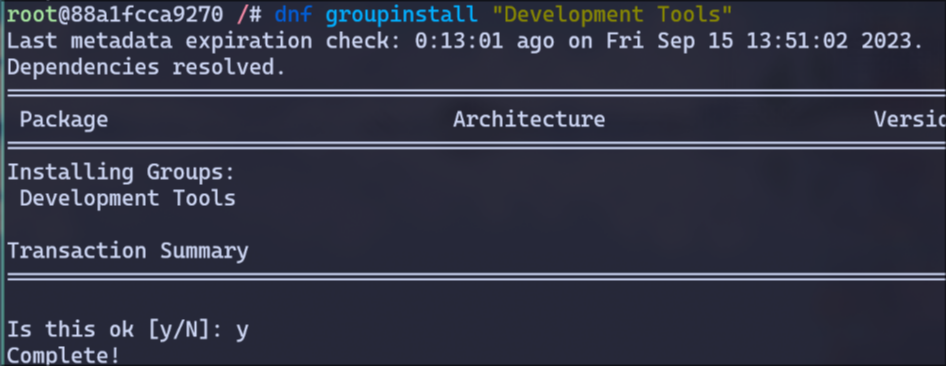 root@88a1fcca9270 /# dnf groupinstall "Development Tools"
Last metadata expiration check: 0:13:01 ago on Fri Sep 15 13:51:02 2023.
Dependencies resolved.
Package Architecture Versio
Installing Groups:
Development Tools
Transaction Summary
Is this ok [y/N]: y
Complete!